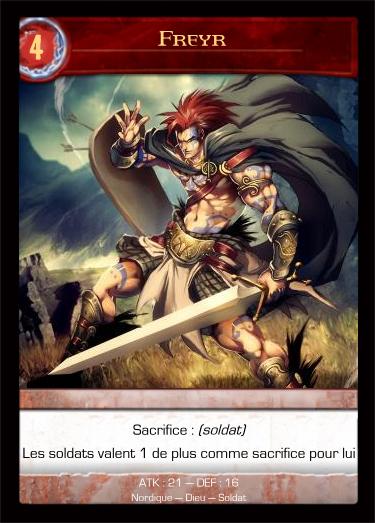 4
Freyr
Sacrifice : (soldat)
Les soldats valent 1 de plus comme sacrifice pour lui
ATK : 21 — DEF : 16
Nordique — Dieu — Soldat